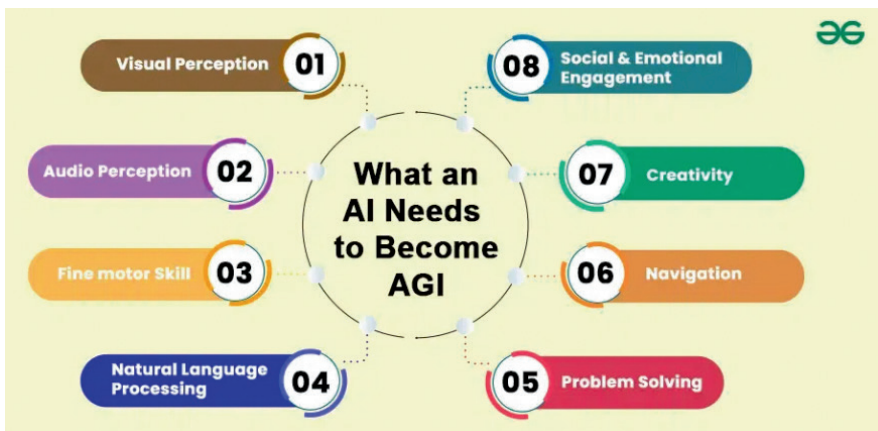 What an
AI Needs
to Become
AGI
01
Visual Perception
02
Audio Perception
03
Fine motor Skill
04
Natural Language
Processing
05
Problem Solving
06
Navigation
07
Creativity
08
Social & Emotional
Engagement